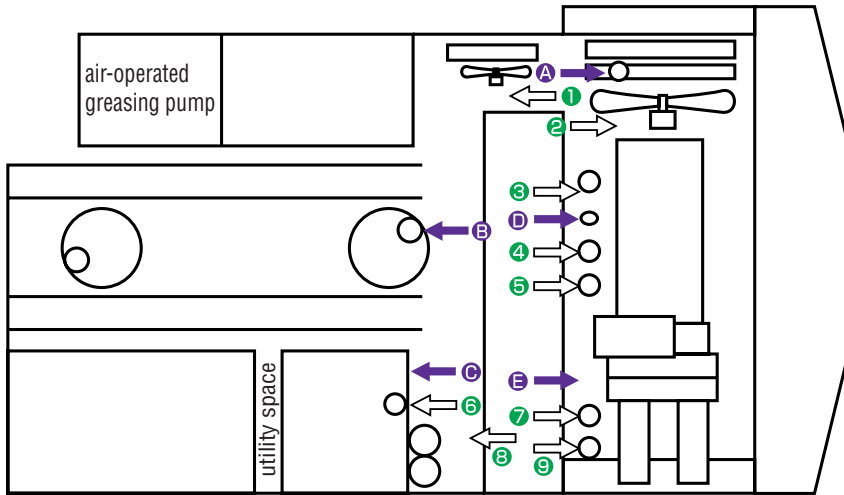 air-operated
greasing pump
A
1
2
3
D
B
4
5
C
E
6
7
8
9
utility space